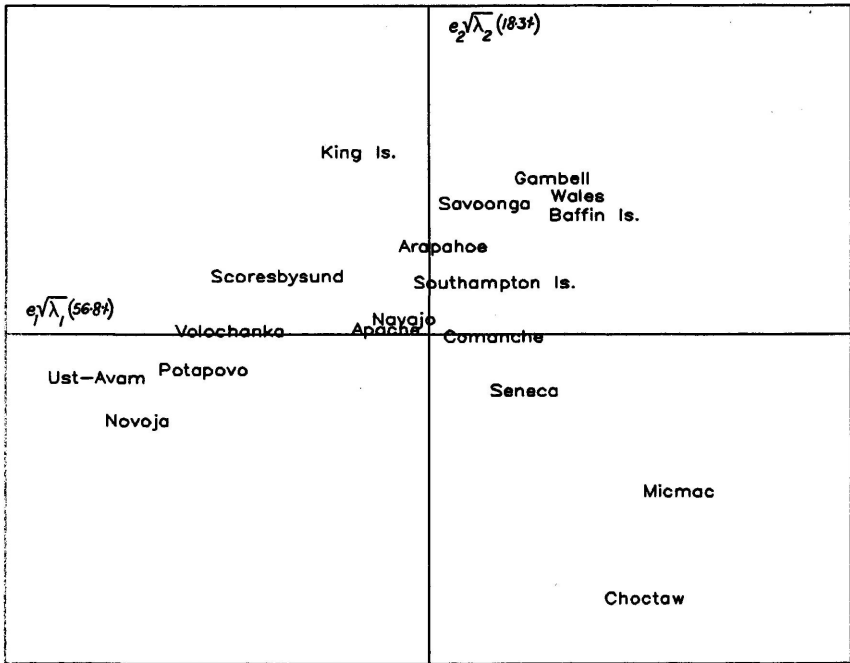 e₂√λ₂ (18·3%)
King Is.
Gambell
Wales
Savoonga
Baffin Is.
Arapahoe
Scoresbysund
Southampton Is.
e₁√λ₁ (56·8%)
Navajo
Volochanka
Apache
Comanche
Potapovo
Ust-Avam
Seneca
Novoja
Micmac
Choctaw